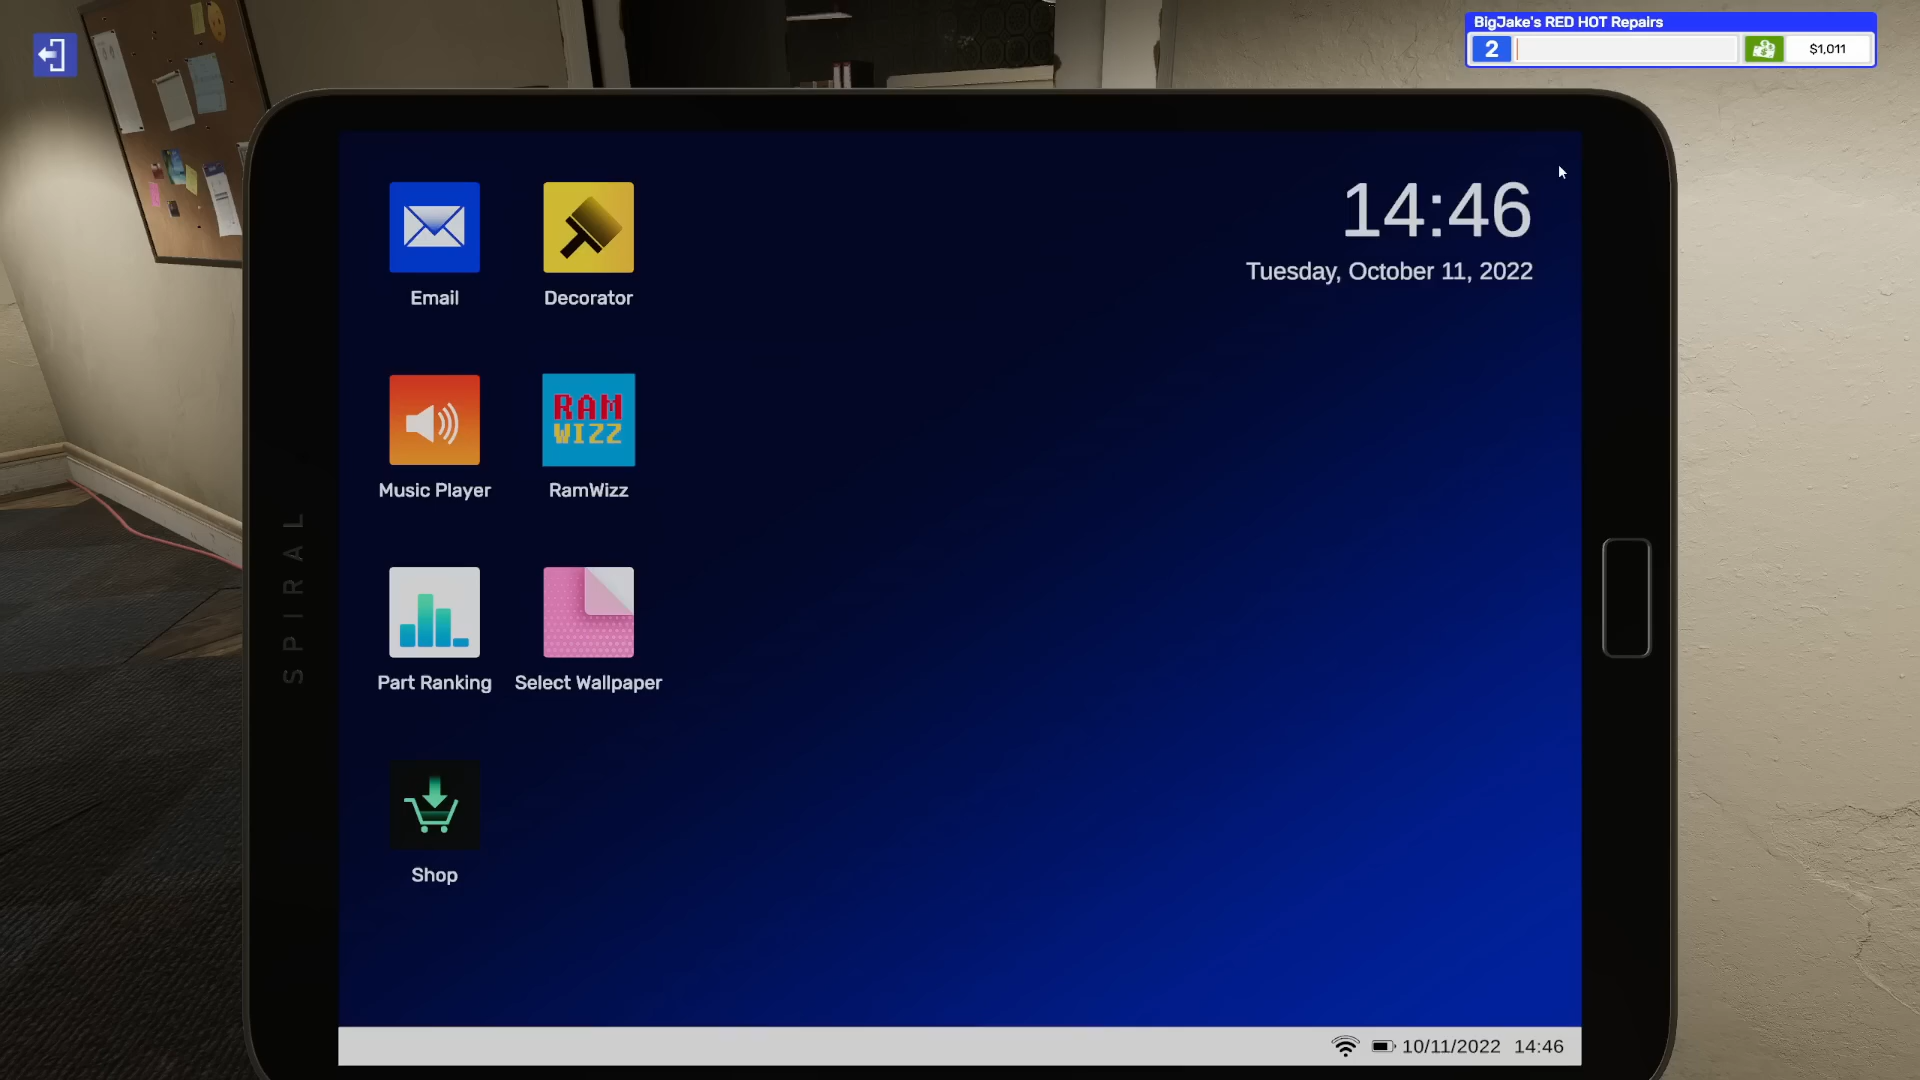 BigJake's RED HOT Repairs
2
$1,011
14:46
Tuesday, October 11, 2022
Email
Decorator
RAM
WIZZ
Music Player
RamWizz
Part Ranking
Select Wallpaper
Shop
SPIRAL
10/11/2022 14:46